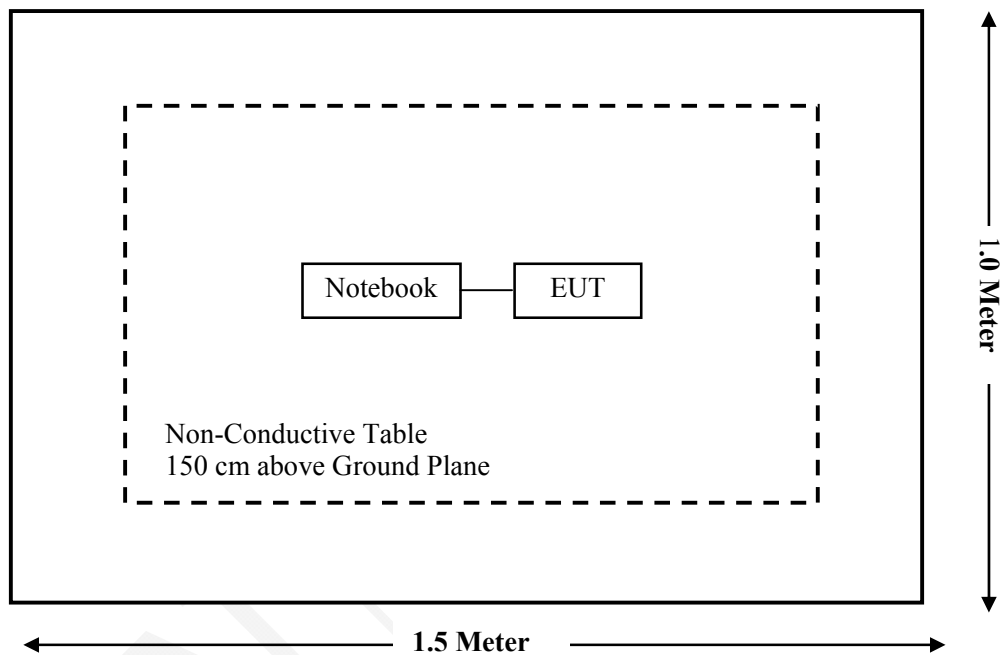 Notebook
EUT
1.0 Meter
Non-Conductive Table
150 cm above Ground Plane
1.5 Meter